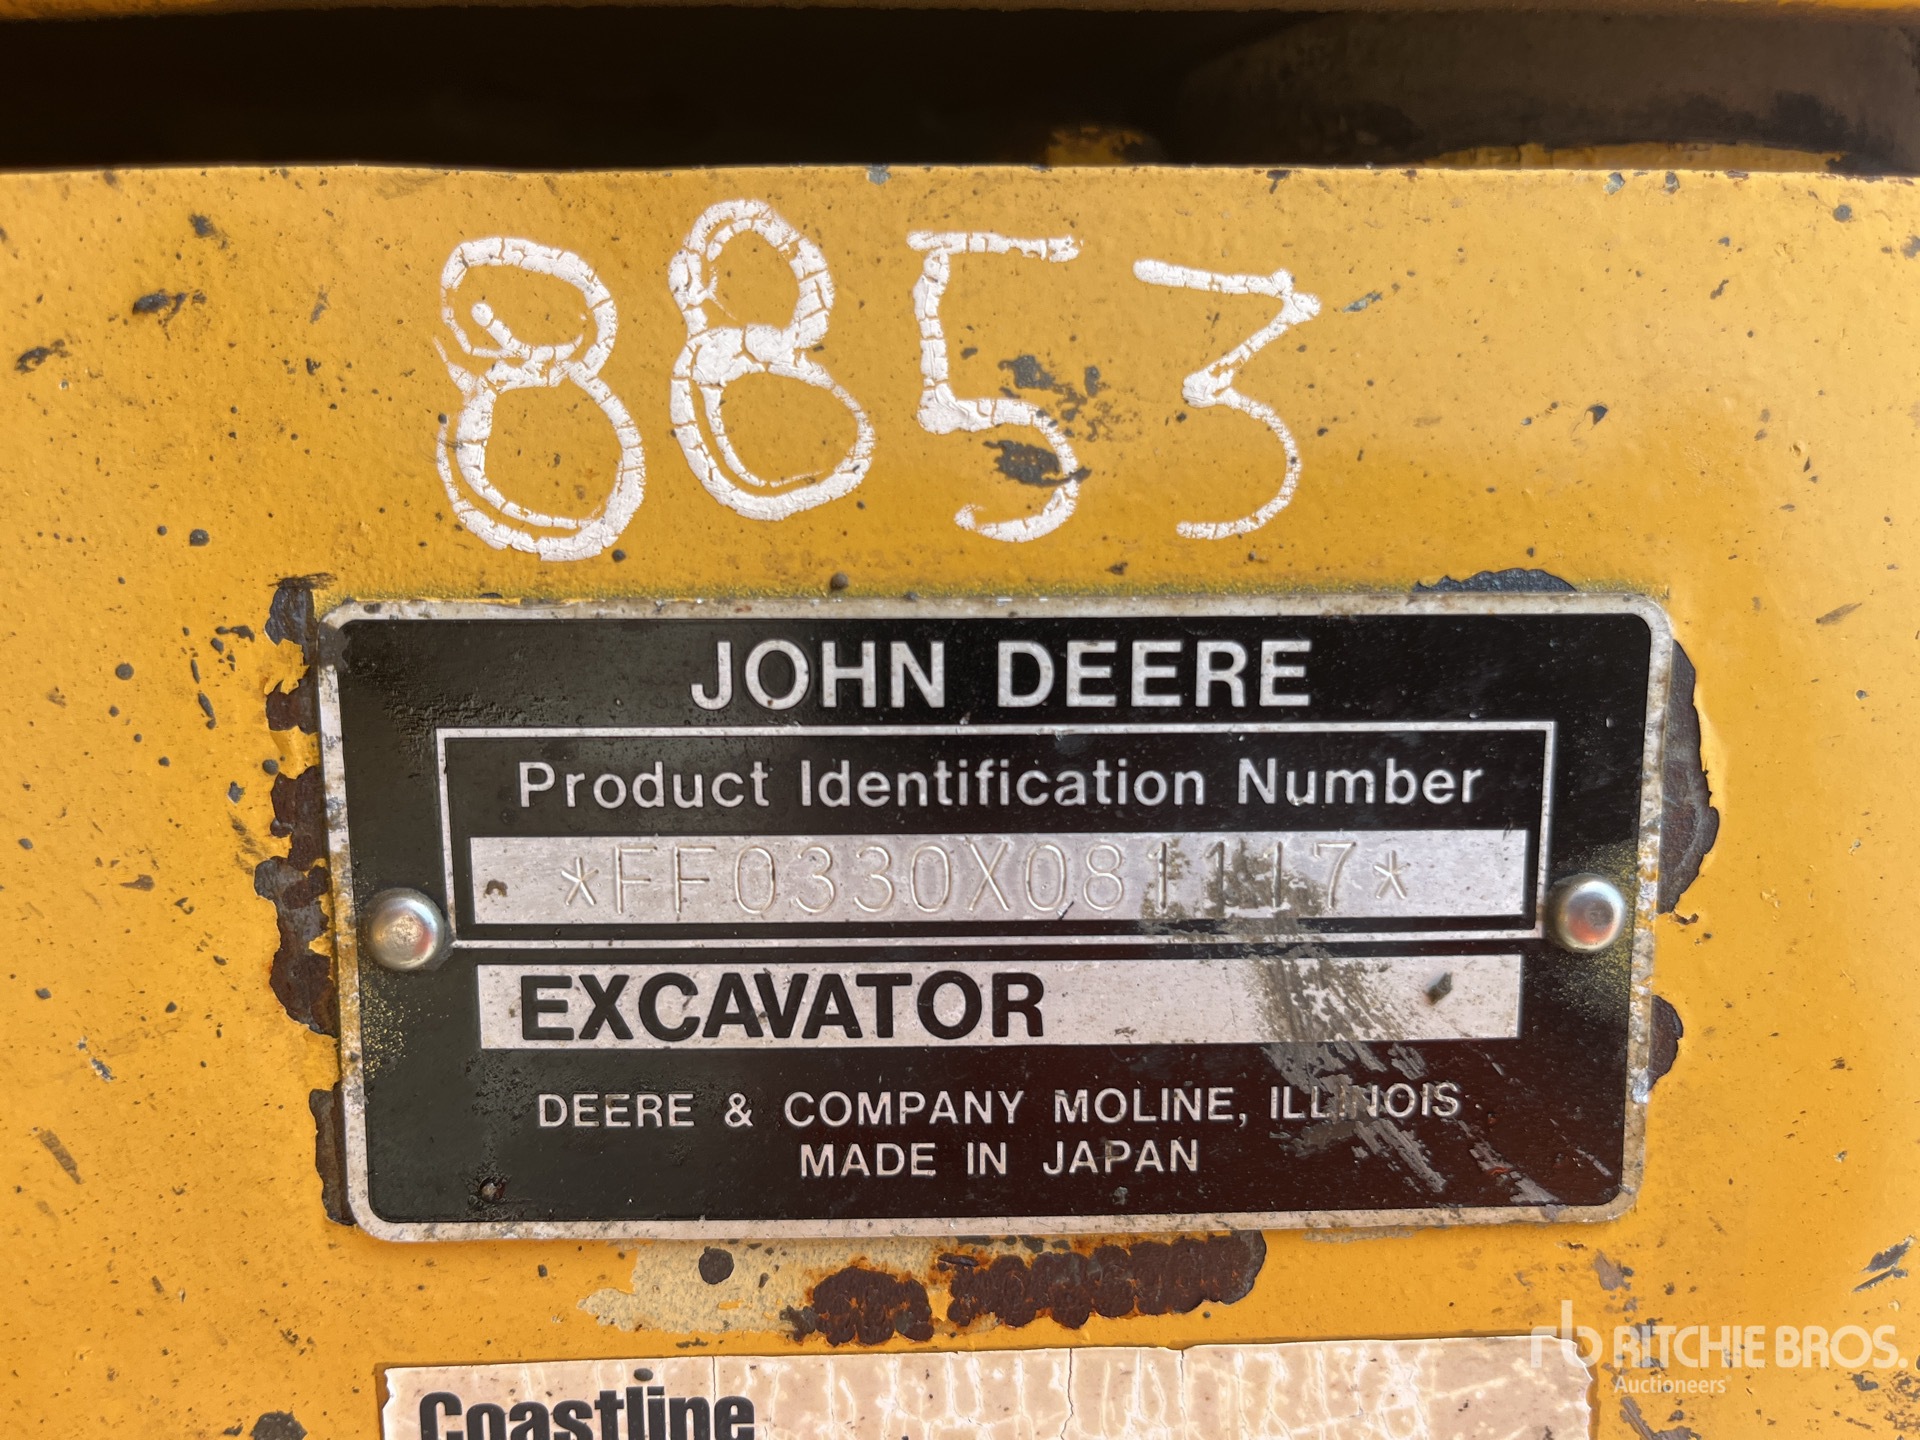 8853
JOHN DEERE
Product Identification Number
*FF0330X081117*
EXCAVATOR
DEERE & COMPANY MOLINE, ILLINOIS
MADE IN JAPAN
rb RITCHIE BROS.
Auctioneers
Coastline